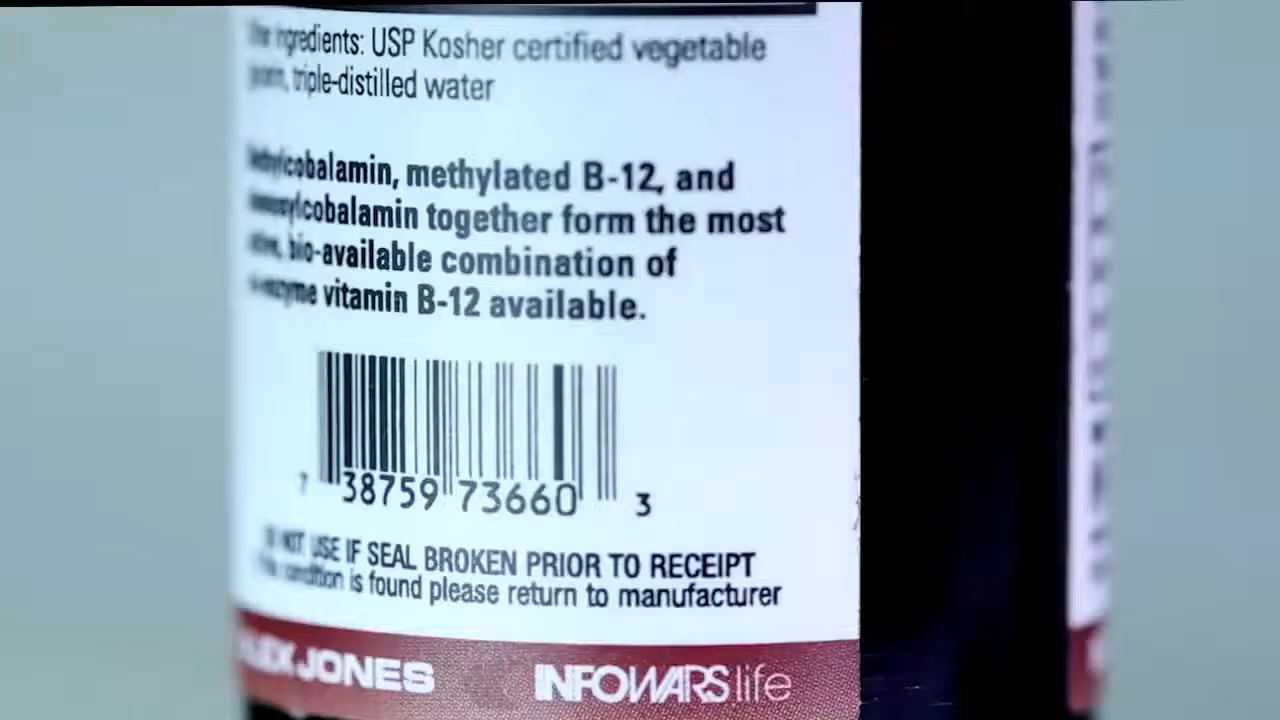 ingredients: USP Kosher certified vegetable
triple-distilled water
methylated B-12, and
together form the most
bio-available combination of
vitamin B-12 available.
7 38759 73660 3
NOT USE IF SEAL BROKEN PRIOR TO RECEIPT
condition is found please return to manufacturer
JONES INFOWARSlife